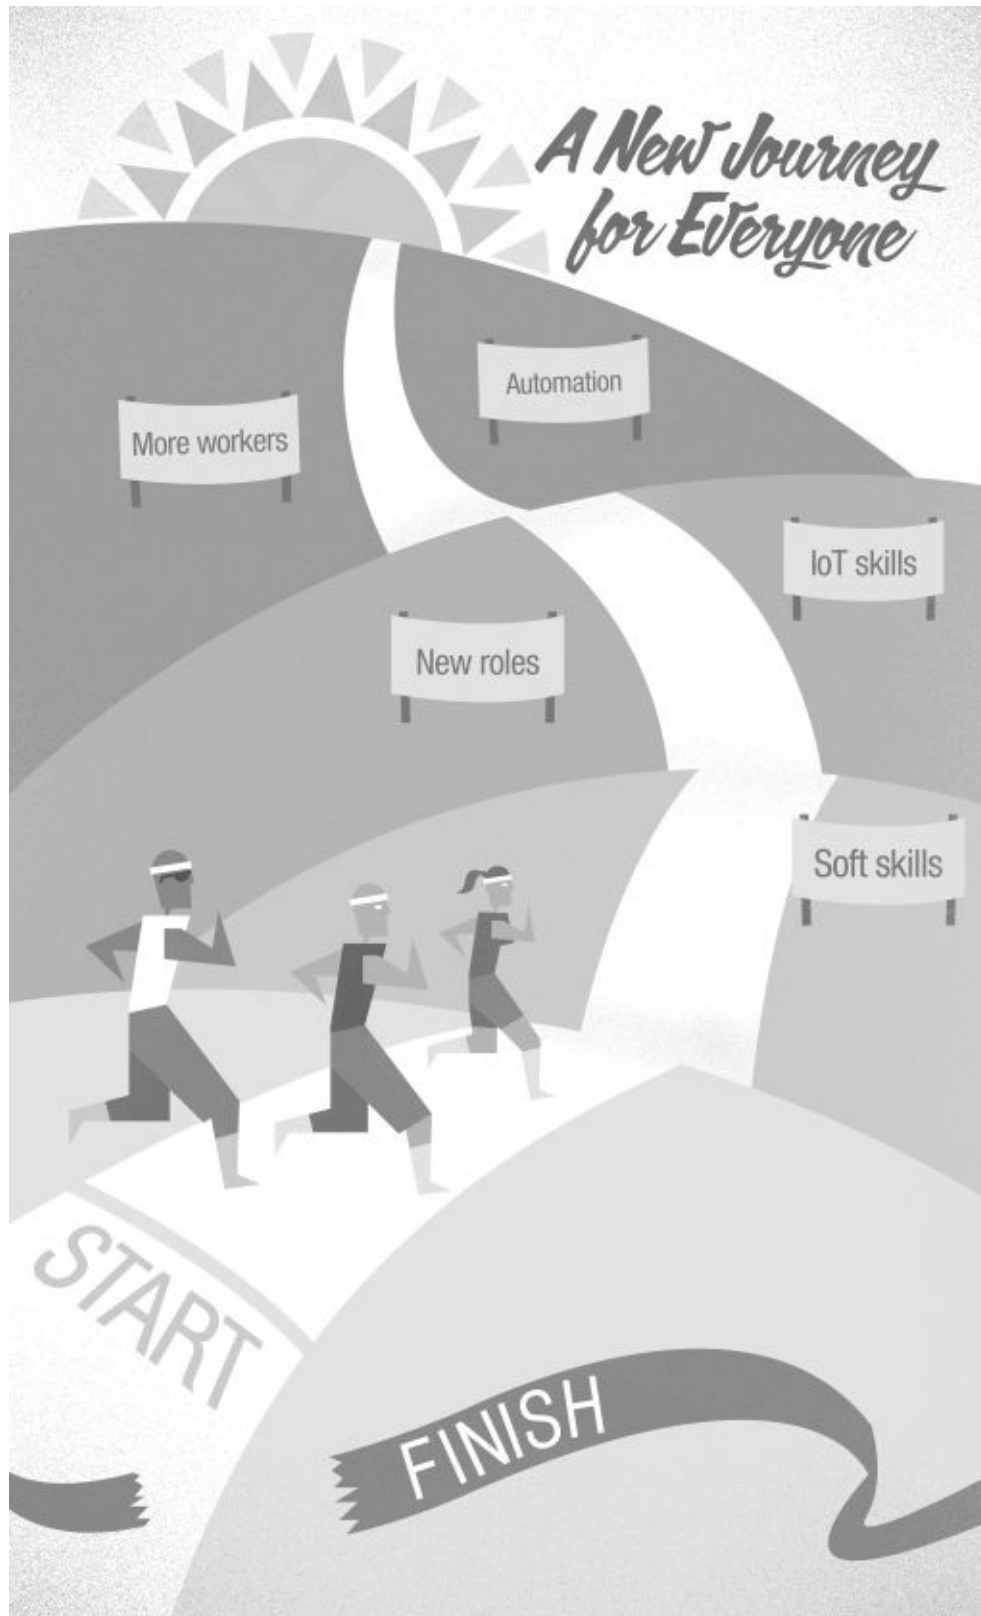 A New Journey
for Everyone
Automation
More workers
IoT skills
New roles
Soft skills
START
FINISH